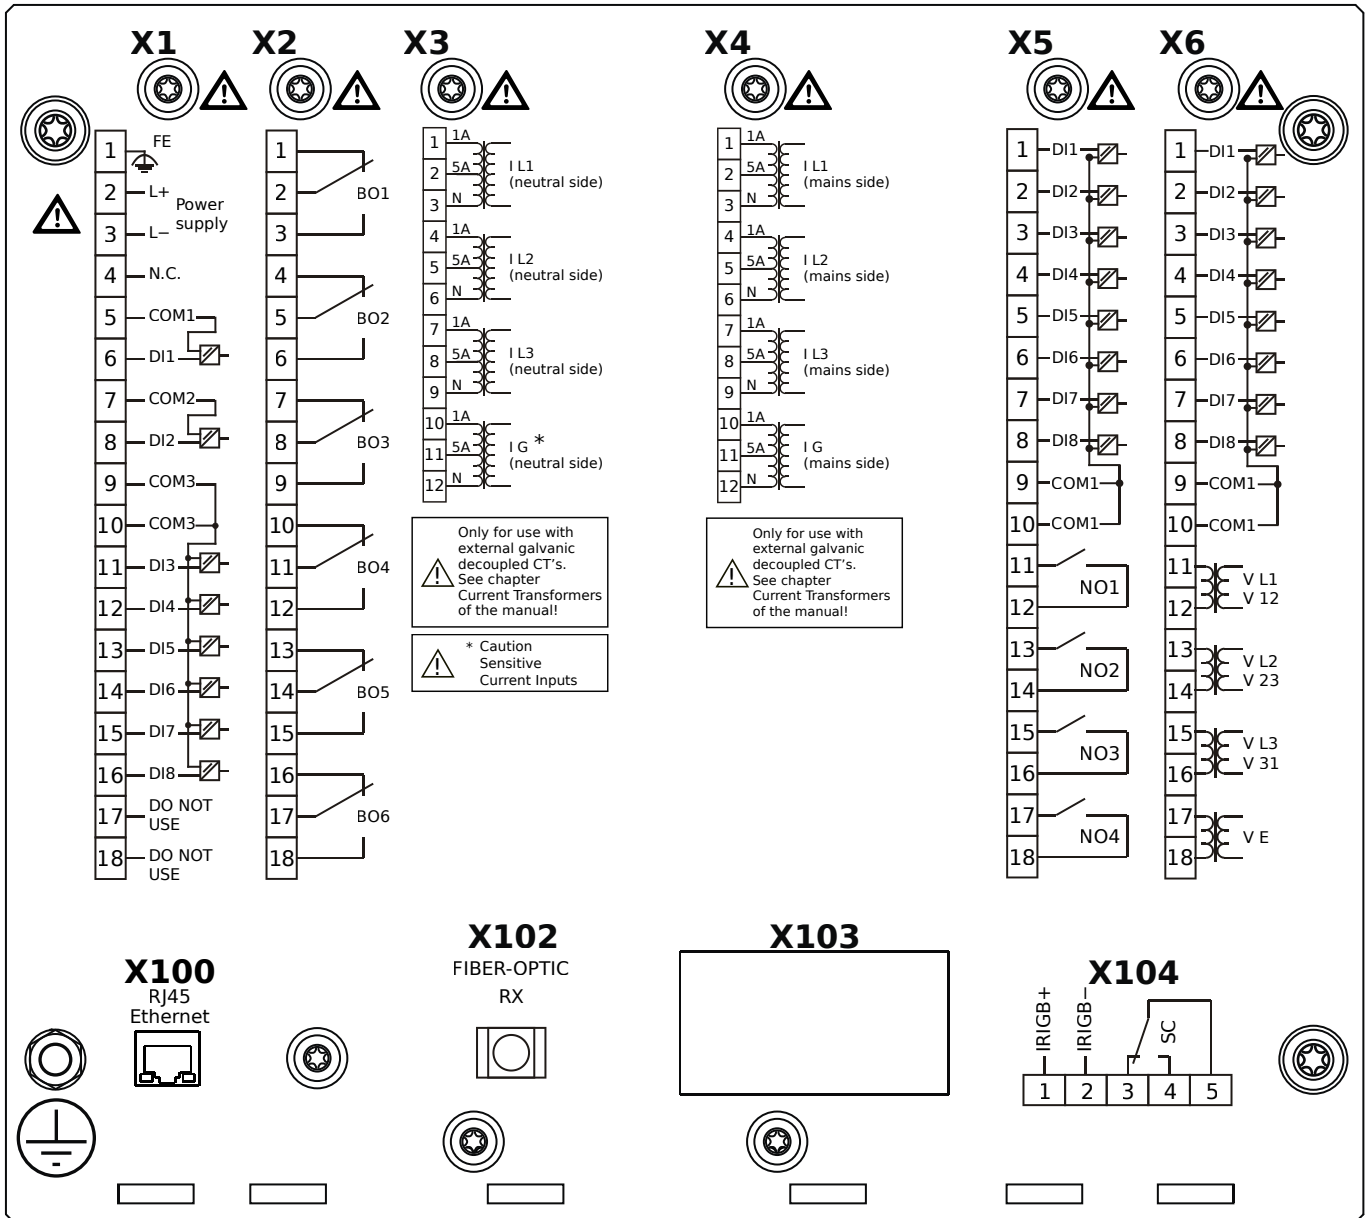 X1
X2
X3
X4
X5
X6
1 FE
2 L+
Power
supply
3 L−
4 N.C.
5 COM1
6 DI1
7 COM2
8 DI2
9 COM3
10 COM3
11 DI3
12 DI4
13 DI5
14 DI6
15 DI7
16 DI8
17 DO NOT
USE
18 DO NOT
USE
1
2 BO1
3
4
5 BO2
6
7
8 BO3
9
10
11 BO4
12
13
14 BO5
15
16
17 BO6
18
1 1A
2 5A I L1
(neutral side)
3 N
4 1A
5 5A I L2
(neutral side)
6 N
7 1A
8 5A I L3
(neutral side)
9 N
10 1A
11 5A I G *
(neutral side)
12 N
Only for use with
external galvanic
decoupled CT's.
See chapter
Current Transformers
of the manual!
* Caution
Sensitive
Current Inputs
1 1A
2 5A I L1
(mains side)
3 N
4 1A
5 5A I L2
(mains side)
6 N
7 1A
8 5A I L3
(mains side)
9 N
10 1A
11 5A I G
(mains side)
12 N
Only for use with
external galvanic
decoupled CT's.
See chapter
Current Transformers
of the manual!
1 DI1
2 DI2
3 DI3
4 DI4
5 DI5
6 DI6
7 DI7
8 DI8
9 COM1
10 COM1
11
NO1
12
13
NO2
14
15
NO3
16
17
NO4
18
1 DI1
2 DI2
3 DI3
4 DI4
5 DI5
6 DI6
7 DI7
8 DI8
9 COM1
10 COM1
11 V L1
12 V 12
13 V L2
14 V 23
15 V L3
16 V 31
17
V E
18
X100
RJ45
Ethernet
X102
FIBER-OPTIC
RX
X103
X104
IRIGB+
IRIGB−
SC
1 2 3 4 5